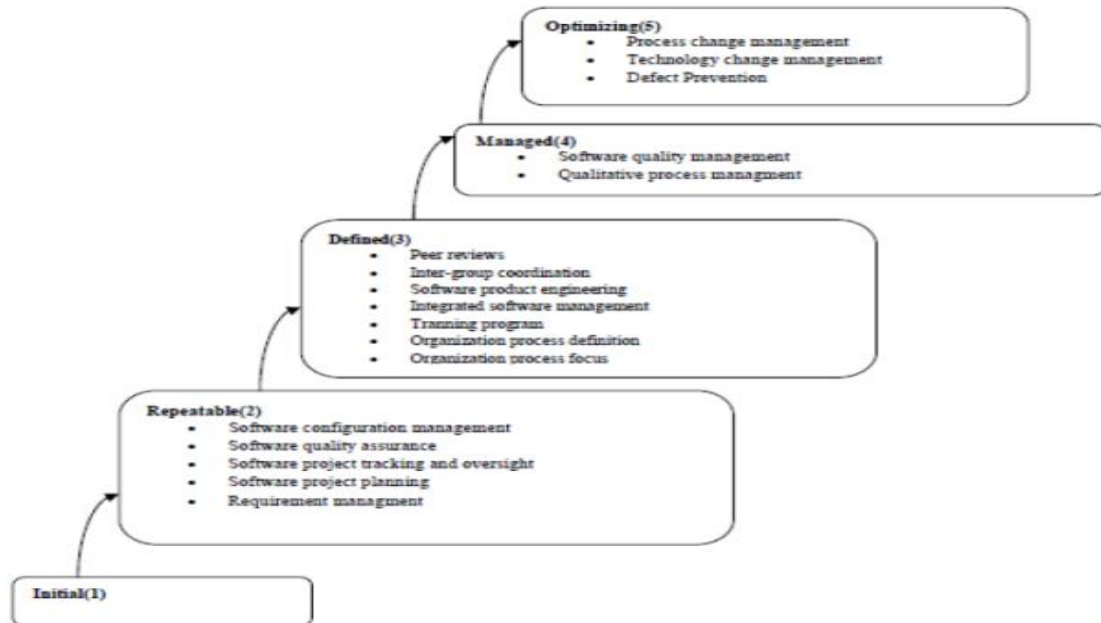 Optimizing(5)
• Process change management
• Technology change management
• Defect Prevention
Managed(4)
• Software quality management
• Qualitative process managment
Defined(3)
• Peer reviews
• Inter-group coordination
• Software product engineering
• Integrated software management
• Tranning program
• Organization process definition
• Organization process focus
Repeatable(2)
• Software configuration management
• Software quality assurance
• Software project tracking and oversight
• Software project planning
• Requirement managment
Initial(1)